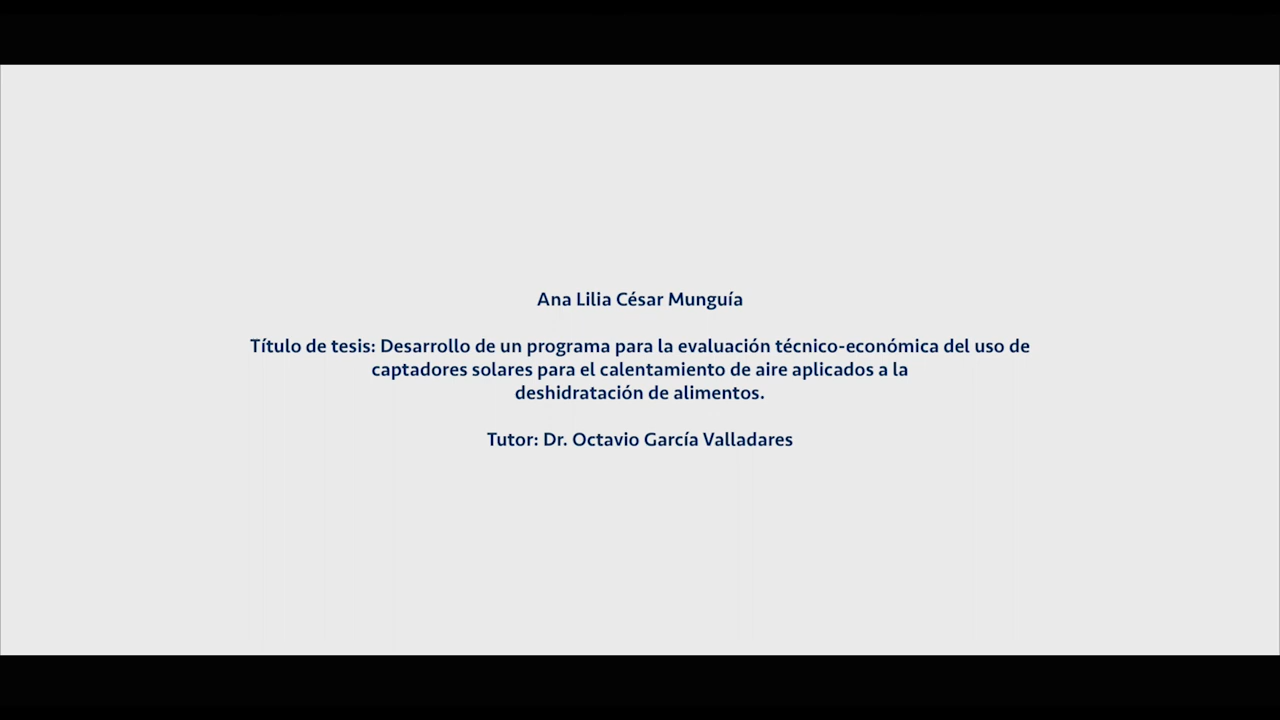 Ana Lilia César Munguía
Título de tesis: Desarrollo de un programa para la evaluación técnico-económica del uso de
captadores solares para el calentamiento de aire aplicados a la
deshidratación de alimentos.
Tutor: Dr. Octavio García Valladares